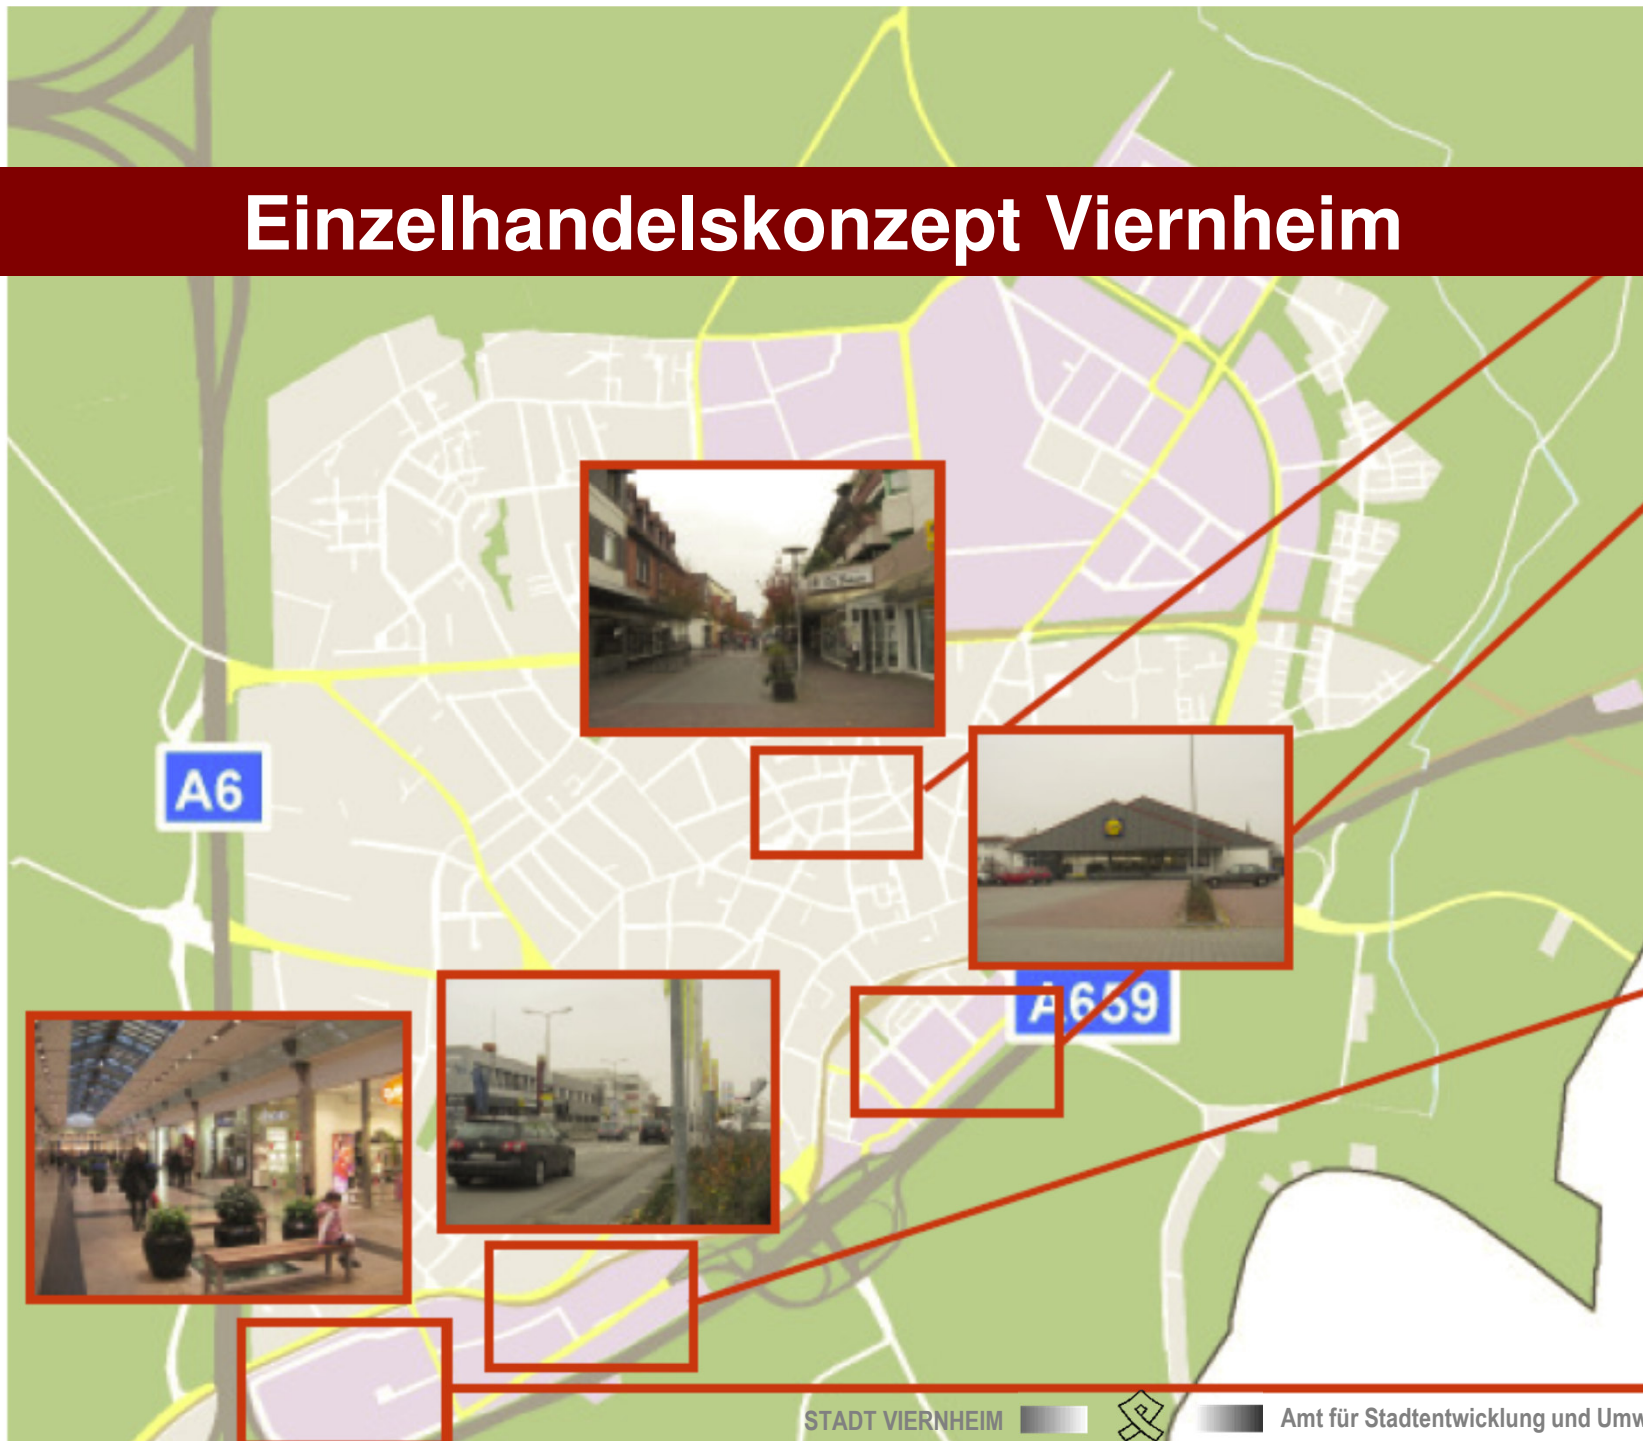 Einzelhandelskonzept Viernheim
A6
A659
STADT VIERNHEIM
Amt für Stadtentwicklung und Umw